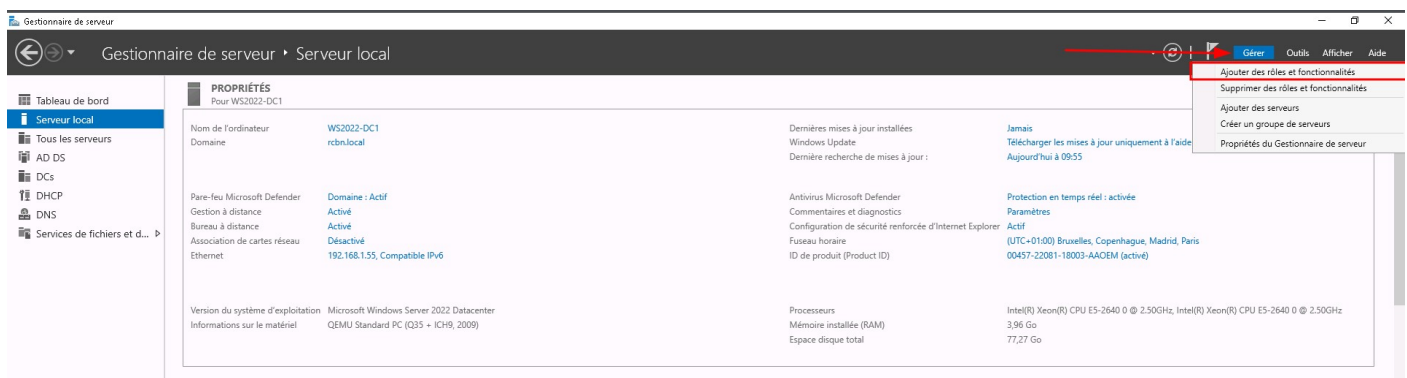 Gestionnaire de serveur
Gestionnaire de serveur • Serveur local
Gérer Outils Afficher Aide
Ajouter des rôles et fonctionnalités
Supprimer des rôles et fonctionnalités
Ajouter des serveurs
Créer un groupe de serveurs
Propriétés du Gestionnaire de serveur
Tableau de bord
Serveur local
Tous les serveurs
AD DS
DCs
DHCP
DNS
Services de fichiers et d...
PROPRIÉTÉS
Pour WS2022-DC1
Nom de l'ordinateur WS2022-DC1
Domaine rcbn.local
Dernières mises à jour installées Jamais
Windows Update Télécharger les mises à jour uniquement à l'aide
Dernière recherche de mises à jour : Aujourd'hui à 09:55
Pare-feu Microsoft Defender Domaine : Actif
Gestion à distance Activé
Bureau à distance Activé
Association de cartes réseau Désactivé
Ethernet 192.168.1.55, Compatible IPv6
Antivirus Microsoft Defender Protection en temps réel : activée
Commentaires et diagnostics Paramètres
Configuration de sécurité renforcée d'Internet Explorer Actif
Fuseau horaire (UTC+01:00) Bruxelles, Copenhague, Madrid, Paris
ID de produit (Product ID) 00457-22081-18003-AAOEM (activé)
Version du système d'exploitation Microsoft Windows Server 2022 Datacenter
Informations sur le matériel QEMU Standard PC (Q35 + ICH9, 2009)
Processeurs Intel(R) Xeon(R) CPU E5-2640 0 @ 2.50GHz, Intel(R) Xeon(R) CPU E5-2640 0 @ 2.50GHz
Mémoire installée (RAM) 3,96 Go
Espace disque total 77,27 Go